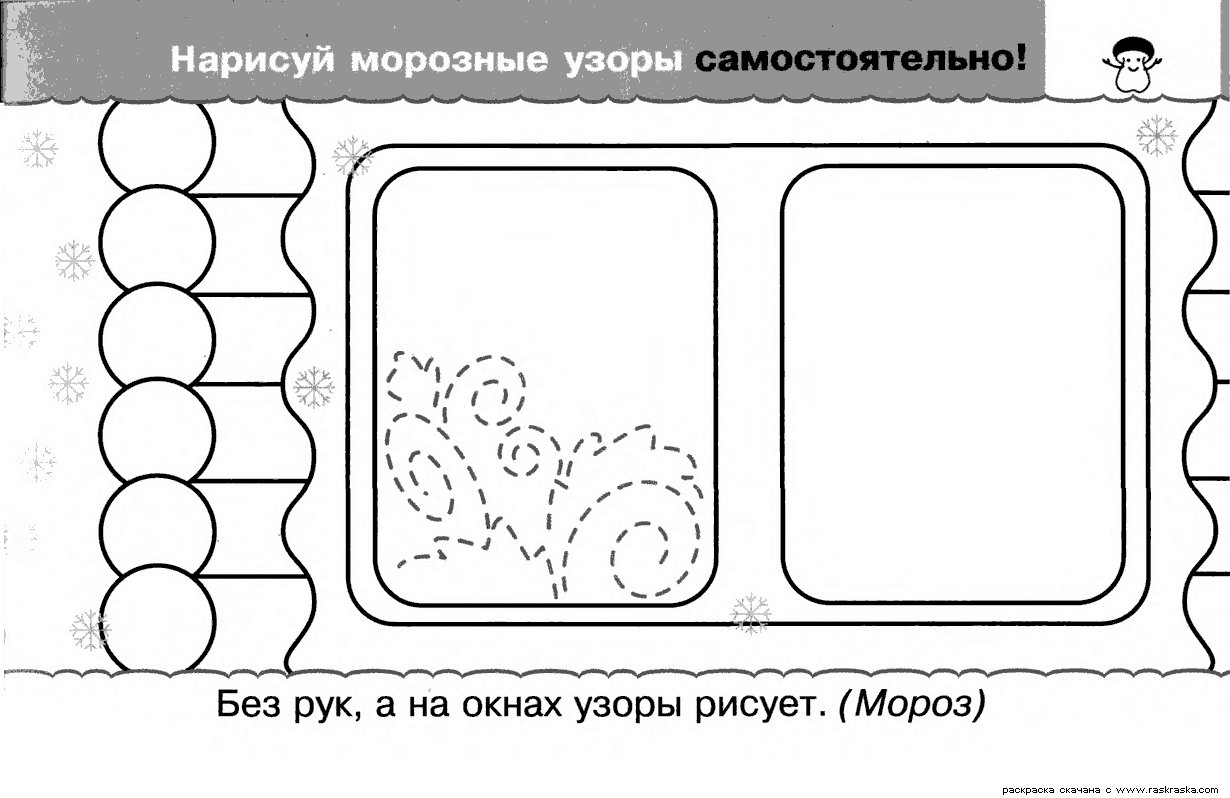 Нарисуй морозные узоры самостоятельно!
Без рук, а на окнах узоры рисует. (Мороз)
раскраска скачана с www.raskraska.com